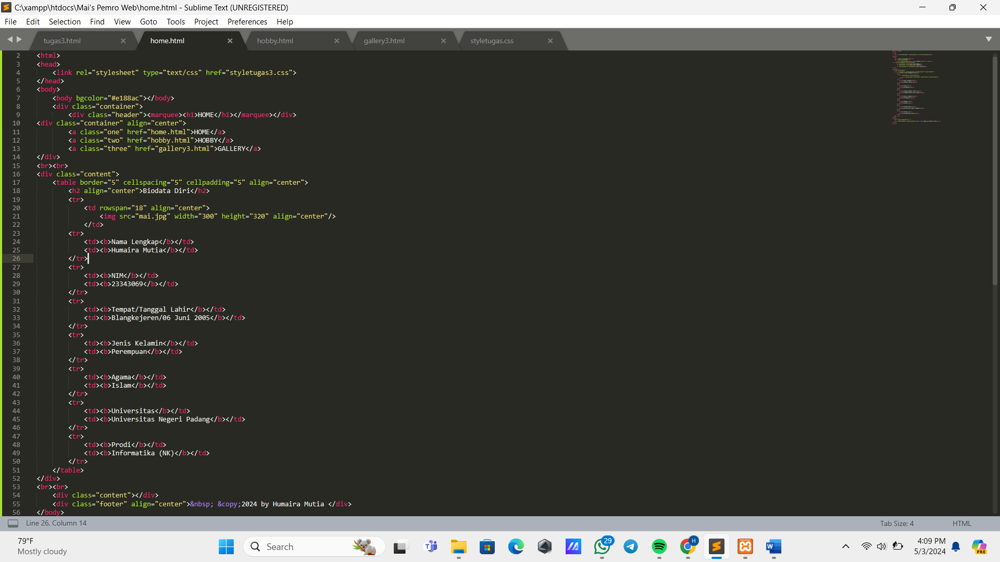 C:\xampp\htdocs\Mai's Pemro Web\home.html - Sublime Text (UNREGISTERED)
File Edit Selection Find View Goto Tools Project Preferences Help
tugas3.html home.html hobby.html gallery3.html styletugas.css
2 <html>
3 <head>
4 <link rel="stylesheet" type="text/css" href="styletugas3.css">
5 </head>
6 <body>
7 <body bgcolor="#e188ac"></body>
8 <div class="container">
9 <div class="header"><marquee><h1>HOME</h1></marquee></div>
10 <div class="container" align="center">
11 <a class="one" href="home.html">HOME</a>
12 <a class="two" href="hobby.html">HOBBY</a>
13 <a class="three" href="gallery3.html">GALLERY</a>
14 </div>
15 <br><br>
16 <div class="content">
17 <table border="5" cellspacing="5" cellpadding="5" align="center">
18 <h2 align="center">Biodata Diri</h2>
19 <tr>
20 <td rowspan="18" align="center">
21 <img src="mai.jpg" width="300" height="320" align="center"/>
22 </td>
23 <tr>
24 <td><b>Nama Lengkap</b></td>
25 <td><b>Humaira Mutia</b></td>
26 </tr>
27 <tr>
28 <td><b>NIM</b></td>
29 <td><b>23343069</b></td>
30 </tr>
31 <tr>
32 <td><b>Tempat/Tanggal Lahir</b></td>
33 <td><b>Blangkejeren/06 Juni 2005</b></td>
34 </tr>
35 <tr>
36 <td><b>Jenis Kelamin</b></td>
37 <td><b>Perempuan</b></td>
38 </tr>
39 <tr>
40 <td><b>Agama</b></td>
41 <td><b>Islam</b></td>
42 </tr>
43 <tr>
44 <td><b>Universitas</b></td>
45 <td><b>Universitas Negeri Padang</b></td>
46 </tr>
47 <tr>
48 <td><b>Prodi</b></td>
49 <td><b>Informatika (NK)</b></td>
50 </tr>
51 </table>
52 </div>
53 <br><br>
54 <div class="content"></div>
55 <div class="footer" align="center">&nbsp; &copy;2024 by Humaira Mutia </div>
56 </body>
Line 26, Column 14 Tab Size: 4 HTML
79°F
Mostly cloudy
Search
29
H
W
4:09 PM
5/3/2024
PRE